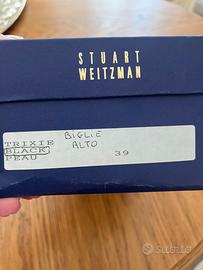 STUART
WEITZMAN
BIGLIE
TRIXIE ALTO
BLACK 39
PEAU
subito